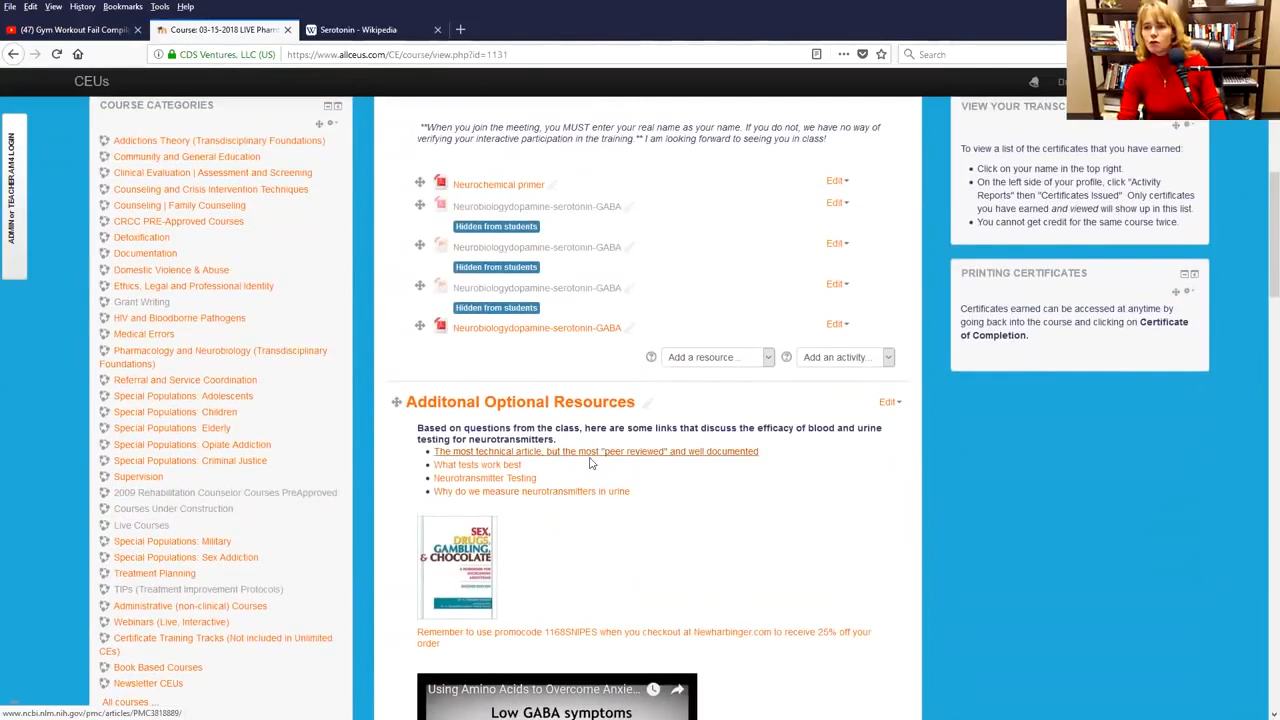 File Edit View History Bookmarks Tools Help
(47) Gym Workout Fail Compila
Course: 03-15-2018 LIVE Pharm
Serotonin - Wikipedia
CDS Ventures, LLC (US)
https://www.allceus.com/CE/course/view.php?id=1131
Search
CEUs
ADMIN or TEACHER AM4 LOGIN
COURSE CATEGORIES
Addictions Theory (Transdisciplinary Foundations)
Community and General Education
Clinical Evaluation | Assessment and Screening
Counseling and Crisis Intervention Techniques
Counseling | Family Counseling
CRCC PRE-Approved Courses
Detoxification
Documentation
Domestic Violence & Abuse
Ethics, Legal and Professional Identity
Grant Writing
HIV and Bloodborne Pathogens
Medical Errors
Pharmacology and Neurobiology (Transdisciplinary
Foundations)
Referral and Service Coordination
Special Populations: Adolescents
Special Populations: Children
Special Populations: Elderly
Special Populations: Opiate Addiction
Special Populations: Criminal Justice
Supervision
2009 Rehabilitation Counselor Courses PreApproved
Courses Under Construction
Live Courses
Special Populations: Military
Special Populations: Sex Addiction
Treatment Planning
TIPs (Treatment Improvement Protocols)
Administrative (non-clinical) Courses
Webinars (Live, Interactive)
Certificate Training Tracks (Not included in Unlimited
CEs)
Book Based Courses
Newsletter CEUs
All courses ...
www.ncbi.nlm.nih.gov/pmc/articles/PMC3818889/
**When you join the meeting, you MUST enter your real name as your name. If you do not, we have no way of
verifying your interactive participation in the training.** I am looking forward to seeing you in class!
Neurochemical primer
Edit
Neurobiologydopamine-serotonin-GABA
Edit
Hidden from students
Neurobiologydopamine-serotonin-GABA
Edit
Hidden from students
Neurobiologydopamine-serotonin-GABA
Edit
Hidden from students
Neurobiologydopamine-serotonin-GABA
Edit
Add a resource...
Add an activity...
Additonal Optional Resources
Edit
Based on questions from the class, here are some links that discuss the efficacy of blood and urine
testing for neurotransmitters.
The most technical article, but the most "peer reviewed" and well documented
What tests work best
Neurotransmitter Testing
Why do we measure neurotransmitters in urine
SEX,
DRUGS,
GAMBLING,
& CHOCOLATE
Remember to use promocode 1168SNIPES when you checkout at Newharbinger.com to receive 25% off your
order
Using Amino Acids to Overcome Anxie...
Low GABA symptoms
VIEW YOUR TRANSC
To view a list of the certificates that you have earned:
Click on your name in the top right.
On the left side of your profile, click "Activity
Reports" then "Certificates Issued" Only certificates
you have earned and viewed will show up in this list.
You cannot get credit for the same course twice.
PRINTING CERTIFICATES
Certificates earned can be accessed at anytime by
going back into the course and clicking on Certificate
of Completion.